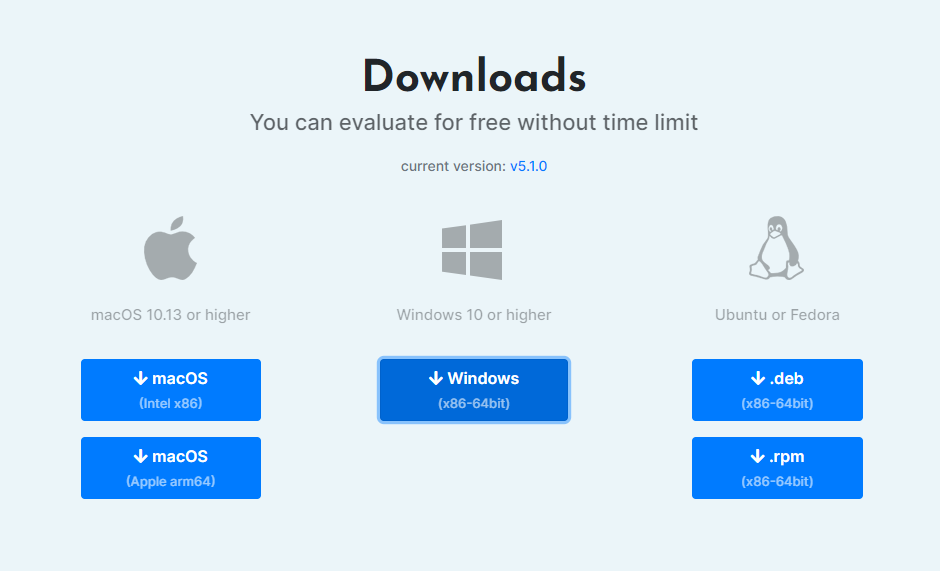 Downloads
You can evaluate for free without time limit
current version: v5.1.0
macOS 10.13 or higher
Windows 10 or higher
Ubuntu or Fedora
macOS
(Intel x86)
Windows
(x86-64bit)
.deb
(x86-64bit)
macOS
(Apple arm64)
.rpm
(x86-64bit)